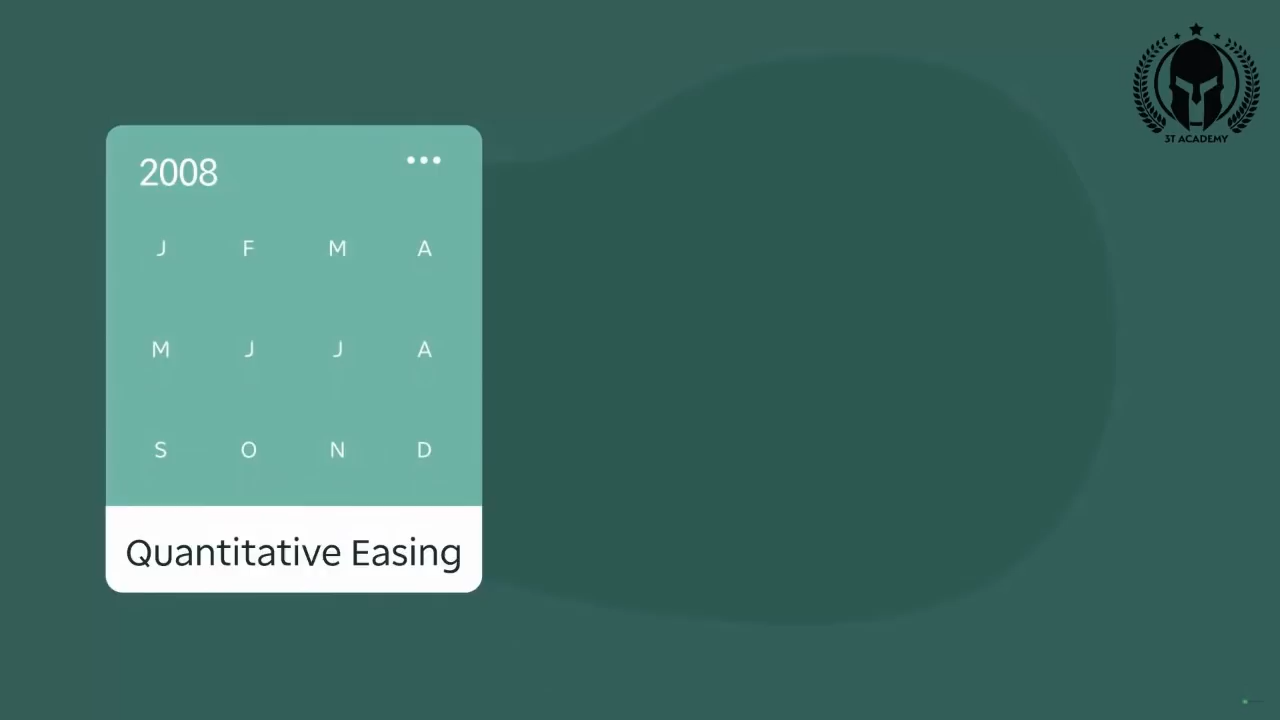 2008
J F M A
M J J A
S O N D
Quantitative Easing
3T ACADEMY